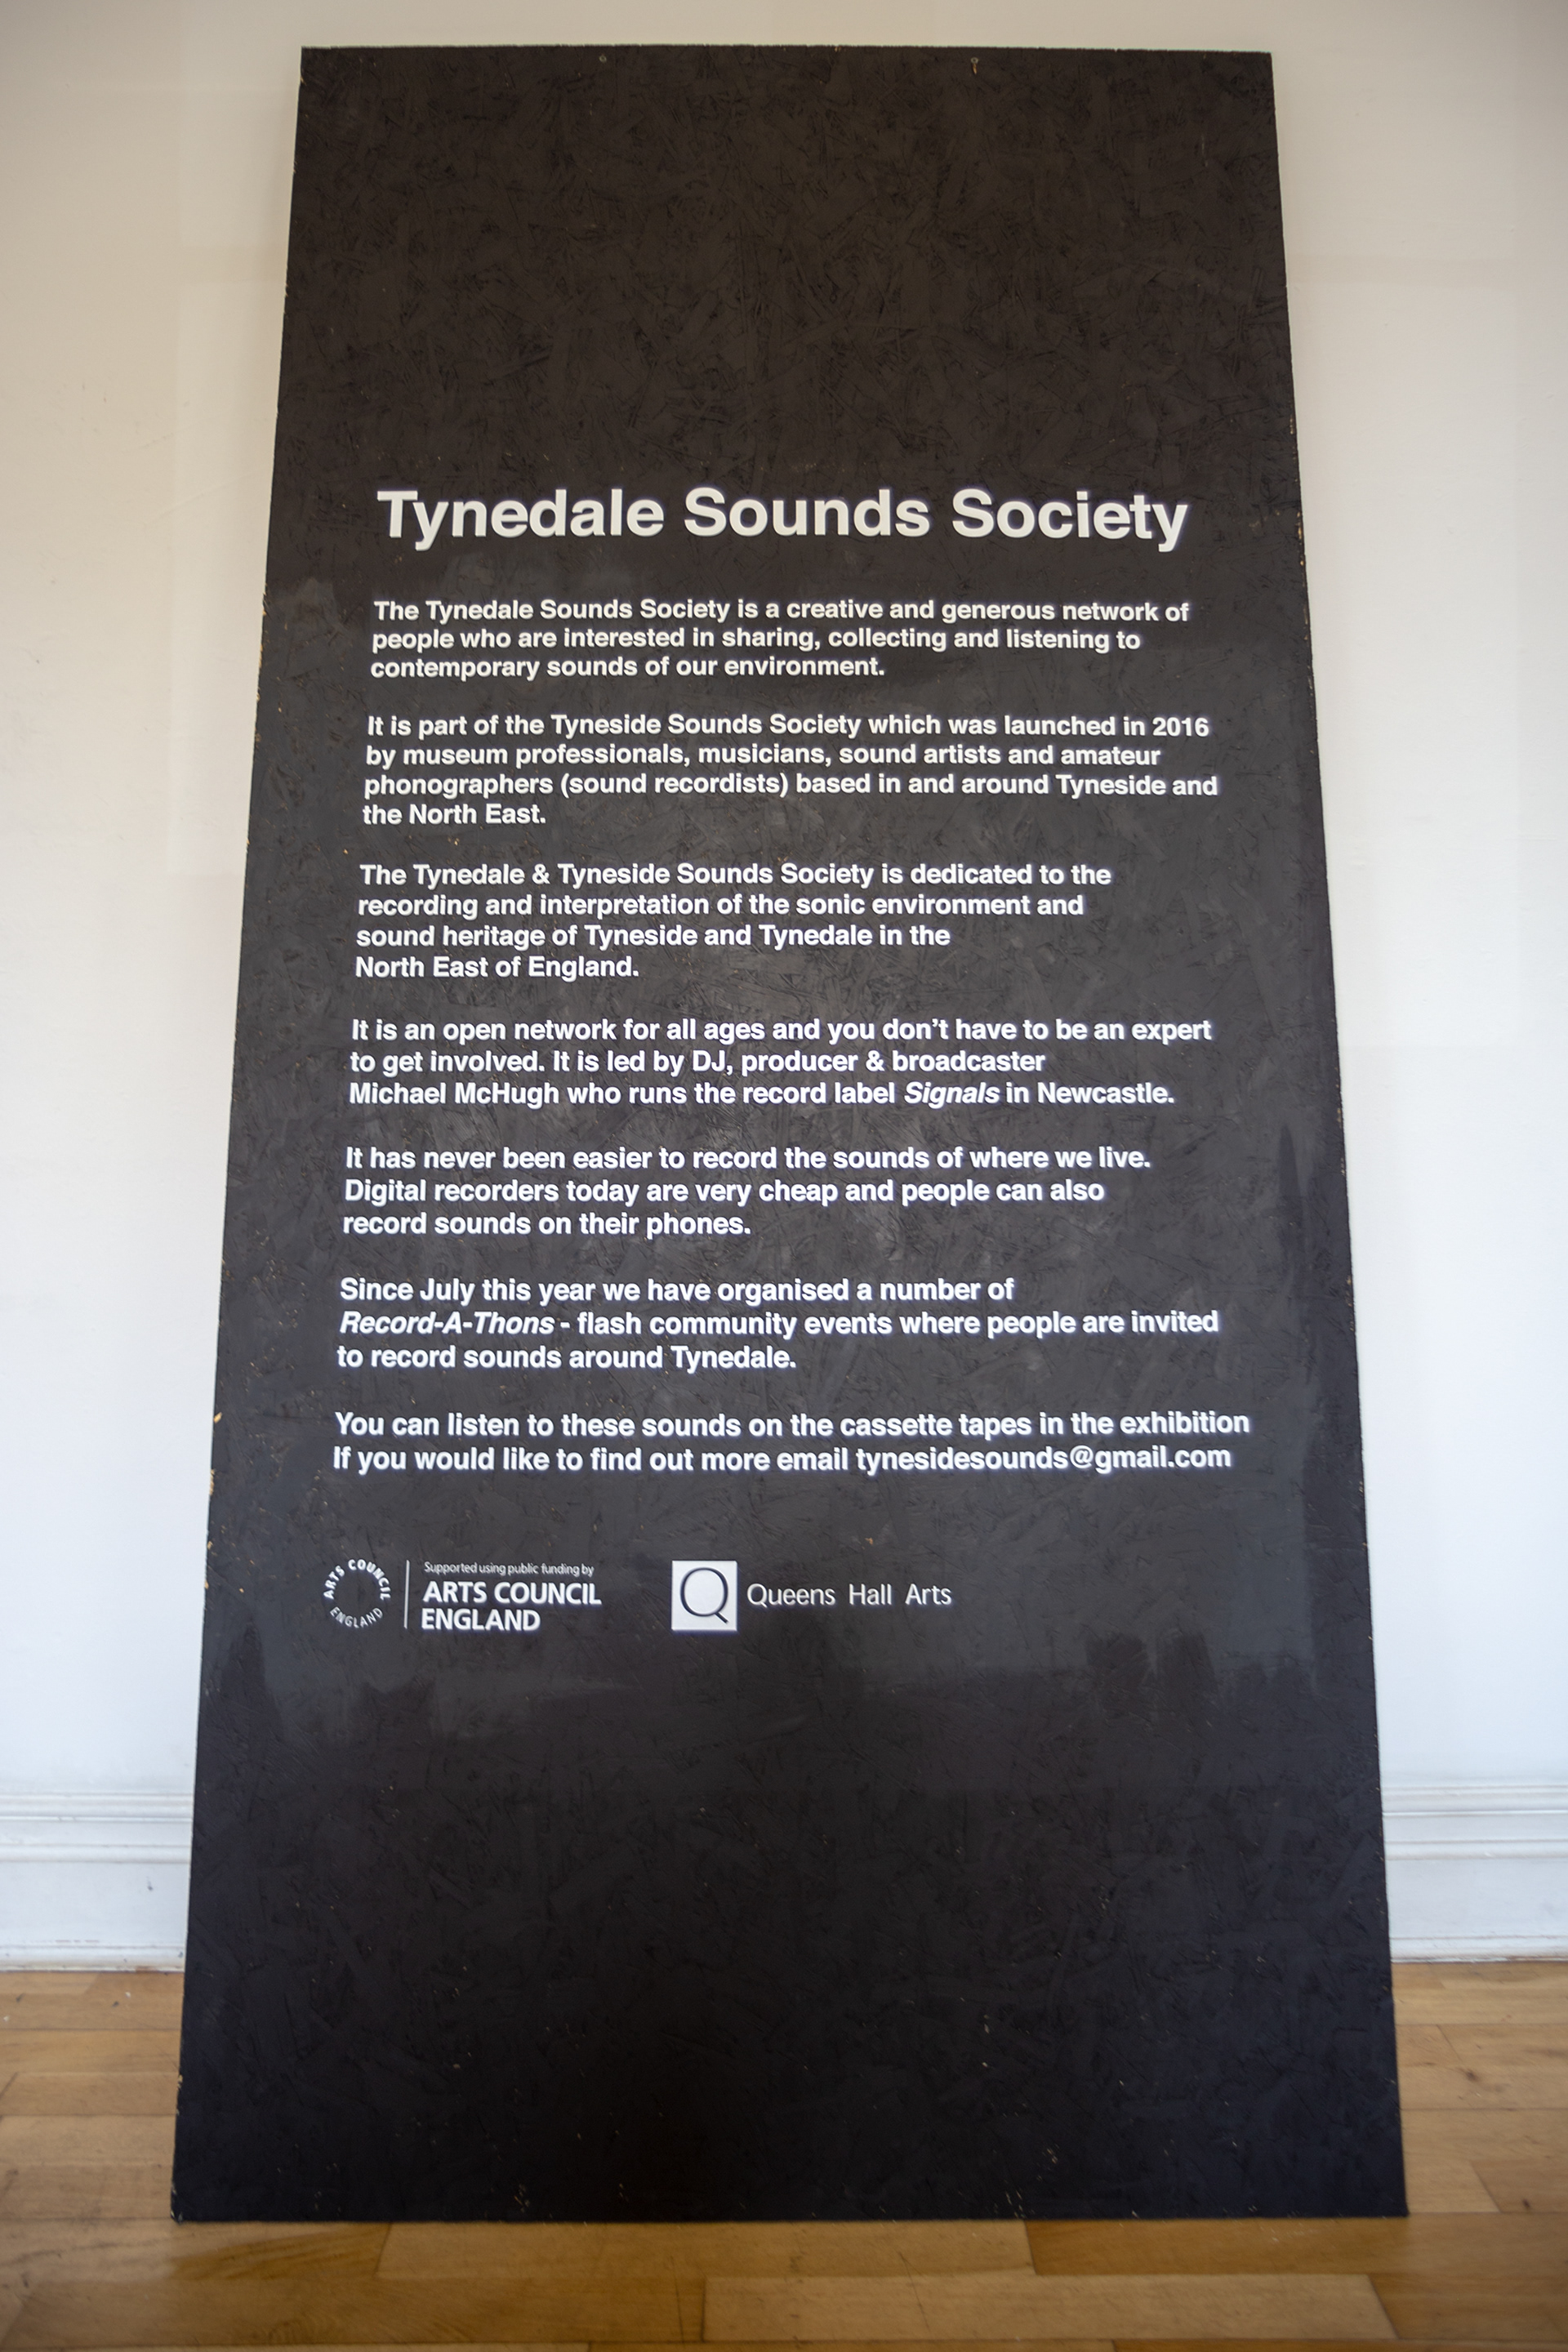 Tynedale Sounds Society
The Tynedale Sounds Society is a creative and generous network of
people who are interested in sharing, collecting and listening to
contemporary sounds of our environment.
It is part of the Tyneside Sounds Society which was launched in 2016
by museum professionals, musicians, sound artists and amateur
phonographers (sound recordists) based in and around Tyneside and
the North East.
The Tynedale & Tyneside Sounds Society is dedicated to the
recording and interpretation of the sonic environment and
sound heritage of Tyneside and Tynedale in the
North East of England.
It is an open network for all ages and you don’t have to be an expert
to get involved. It is led by DJ, producer & broadcaster
Michael McHugh who runs the record label Signals in Newcastle.
It has never been easier to record the sounds of where we live.
Digital recorders today are very cheap and people can also
record sounds on their phones.
Since July this year we have organised a number of
Record-A-Thons - flash community events where people are invited
to record sounds around Tynedale.
You can listen to these sounds on the cassette tapes in the exhibition
If you would like to find out more email tynesidesounds@gmail.com
ARTS COUNCIL ENGLAND
Supported using public funding by
ARTS COUNCIL
ENGLAND
Q Queens Hall Arts